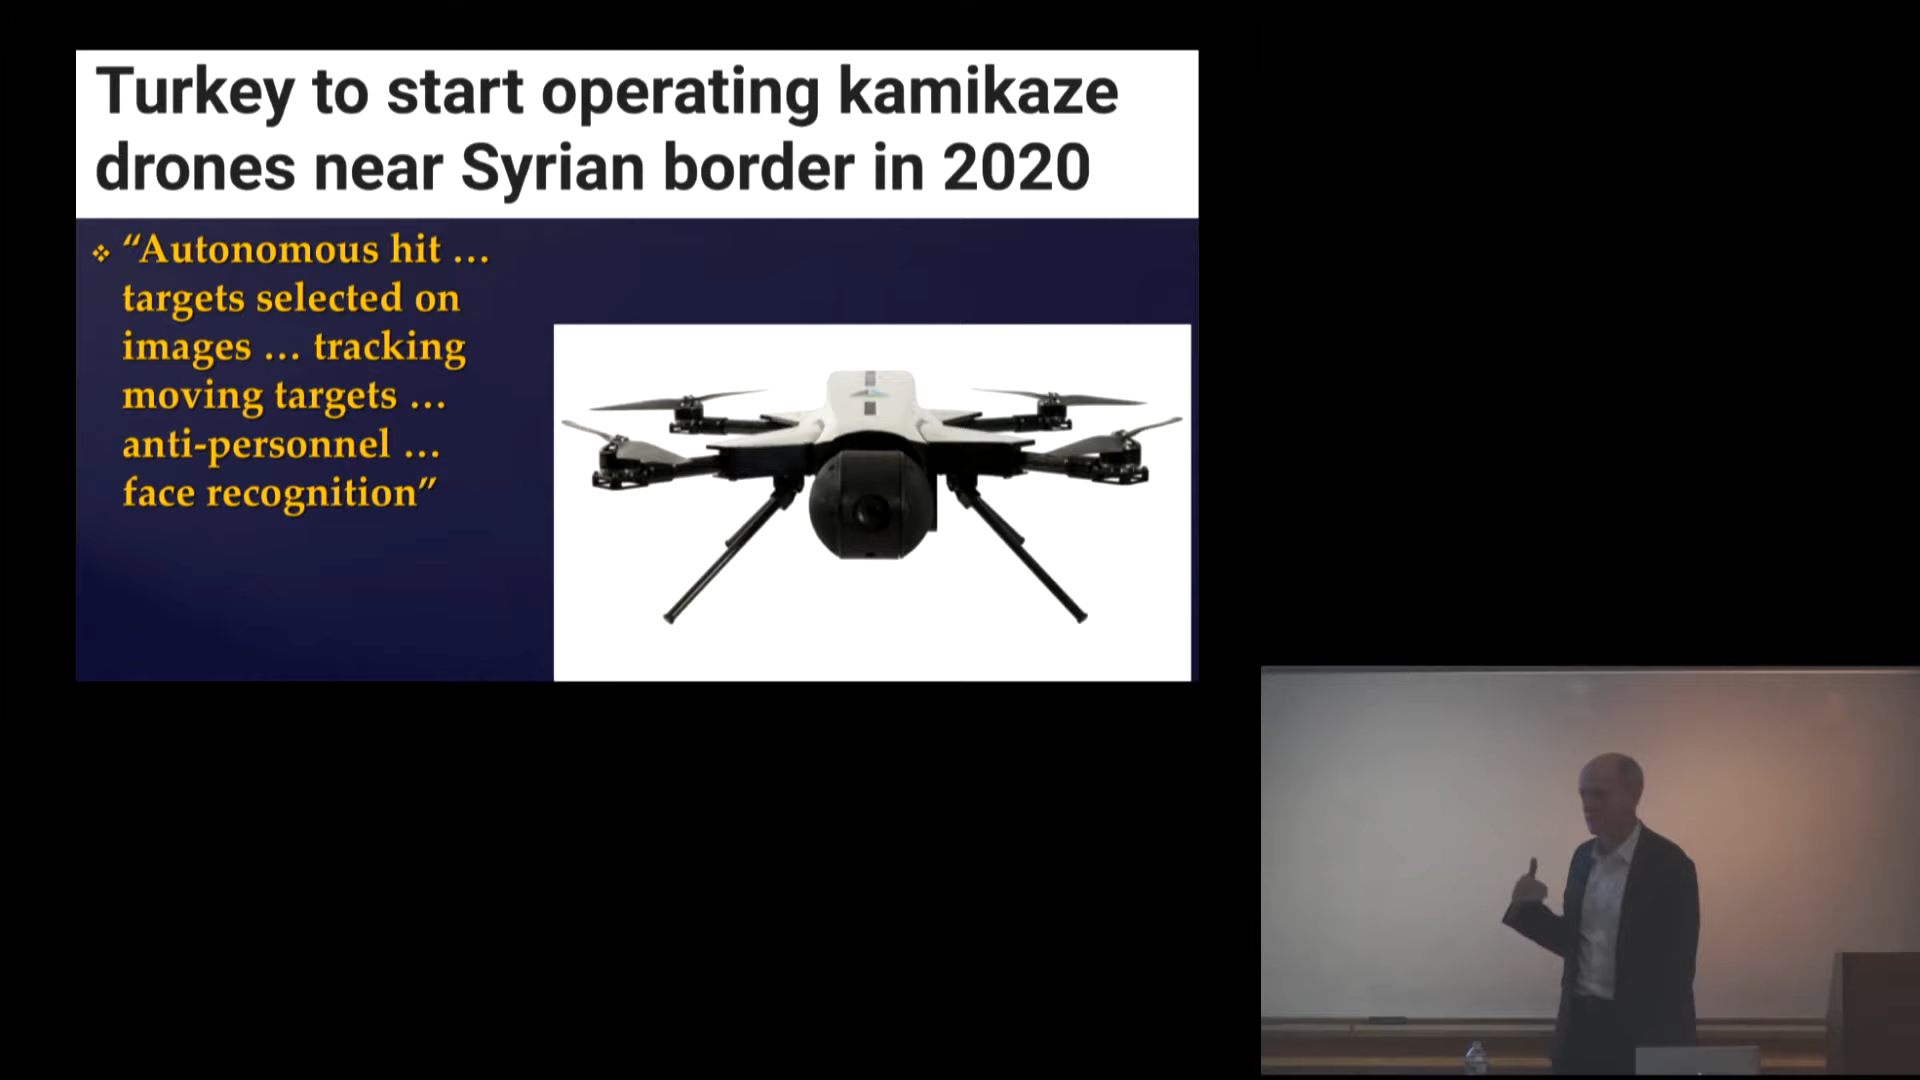 Turkey to start operating kamikaze
drones near Syrian border in 2020
❖ “Autonomous hit …
targets selected on
images … tracking
moving targets …
anti-personnel …
face recognition”